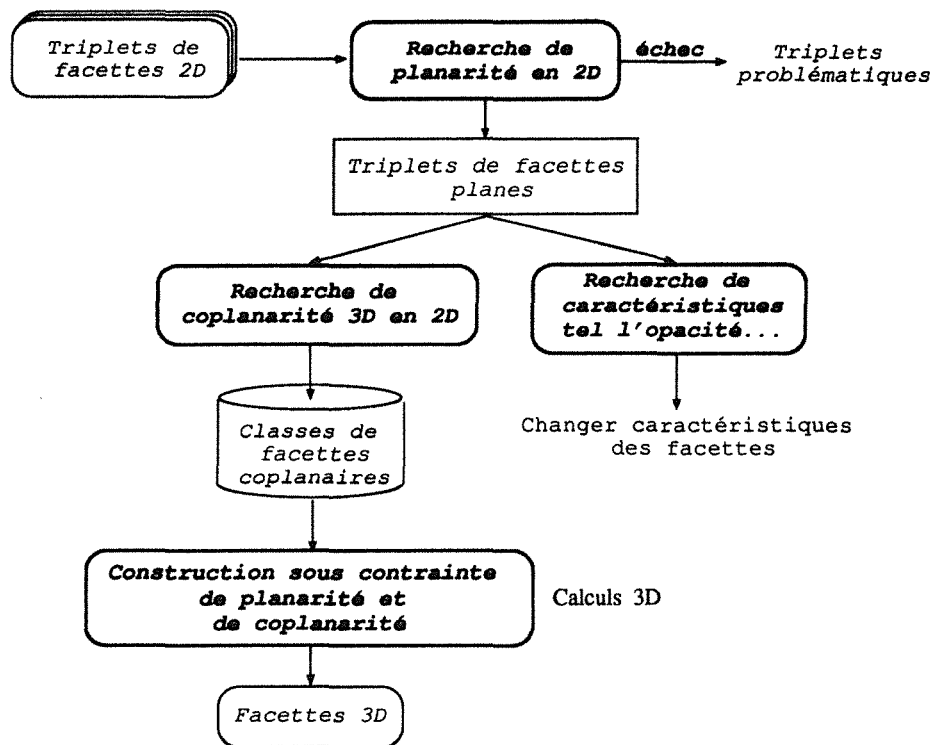 Triplets de
facettes 2D
Recherche de
planarité en 2D
échec
Triplets
problématiques
Triplets de facettes
planes
Recherche de
coplanarité 3D en 2D
Recherche de
caractéristiques
tel l'opacité...
Classes de
facettes
coplanaires
Changer caractéristiques
des facettes
Construction sous contrainte
de planarité et
de coplanarité
Calculs 3D
Facettes 3D